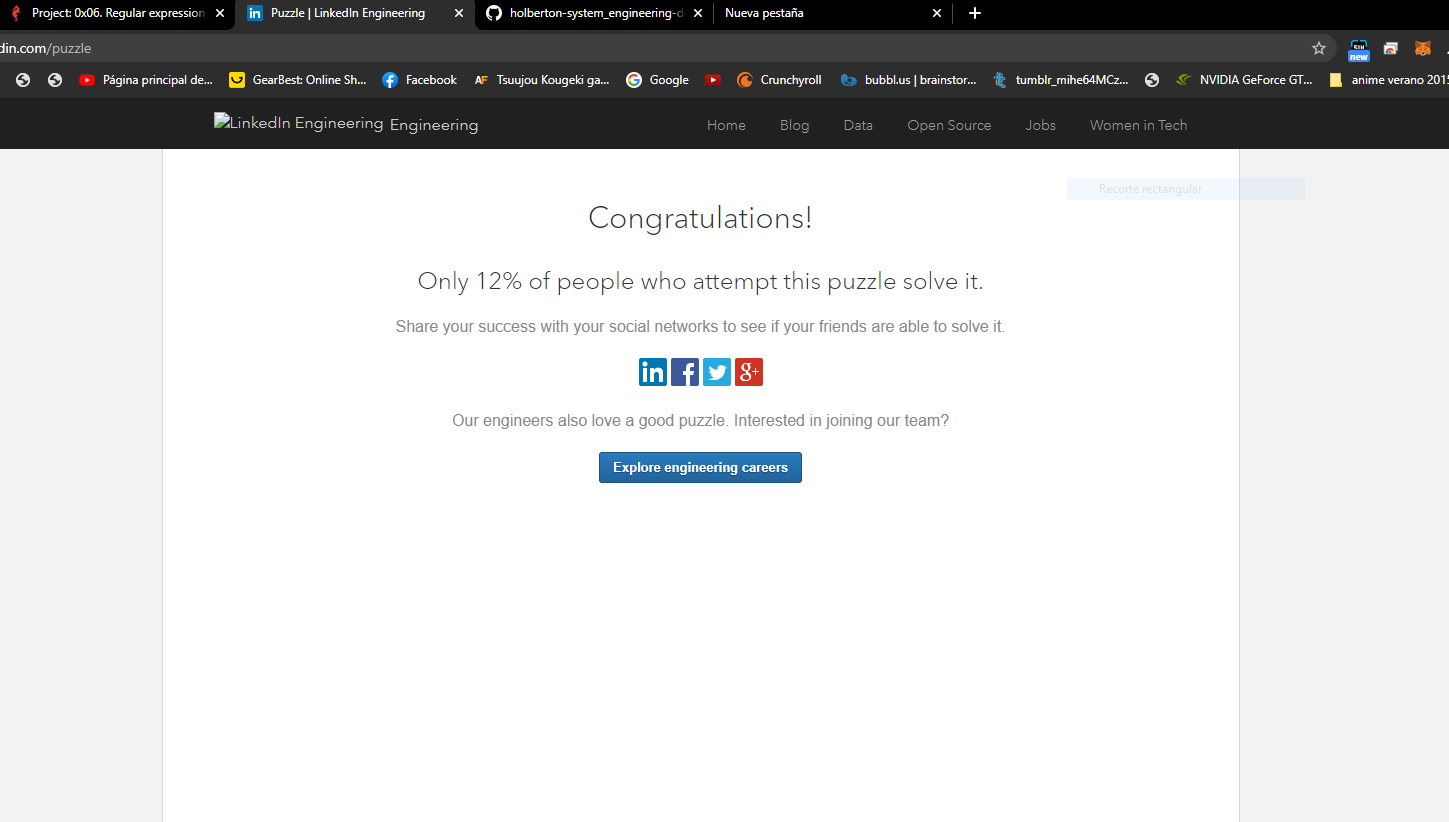 Project: 0x06. Regular expression
Puzzle | LinkedIn Engineering
holberton-system_engineering-d
Nueva pestaña
din.com/puzzle
new
Página principal de...
GearBest: Online Sh...
Facebook
AF Tsuujou Kougeki ga...
Google
Crunchyroll
bubbl.us | brainstor...
tumblr_mihe64MCz...
NVIDIA GeForce GT...
anime verano 2015
LinkedIn Engineering Engineering
Home
Blog
Data
Open Source
Jobs
Women in Tech
Recorte rectangular
Congratulations!
Only 12% of people who attempt this puzzle solve it.
Share your success with your social networks to see if your friends are able to solve it.
in f g+
Our engineers also love a good puzzle. Interested in joining our team?
Explore engineering careers